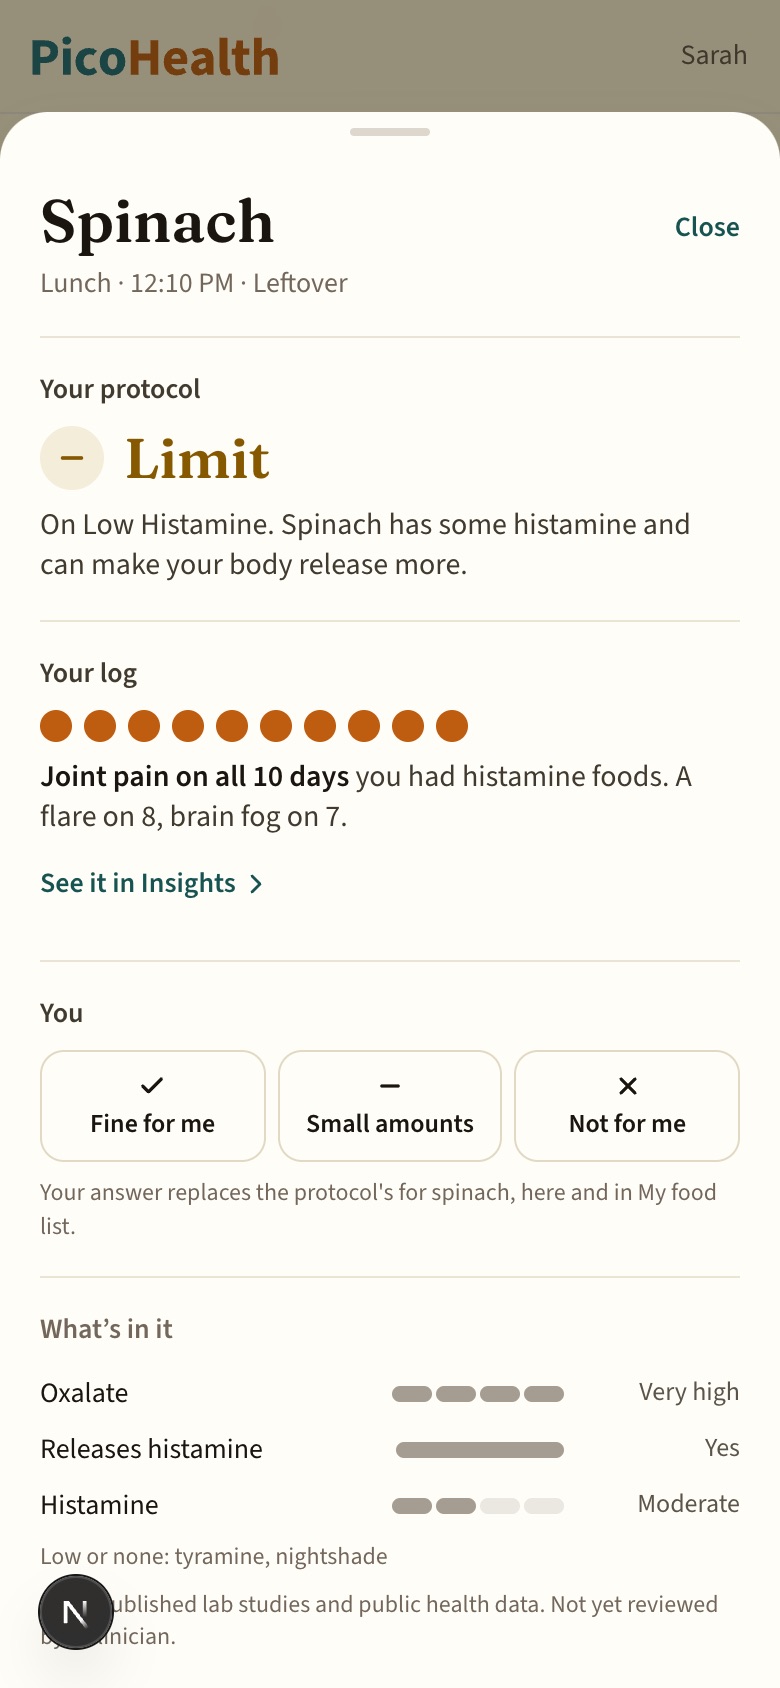 PicoHealth
Sarah
Spinach
Close
Lunch · 12:10 PM · Leftover
Your protocol
Limit
On Low Histamine. Spinach has some histamine and
can make your body release more.
Your log
Joint pain on all 10 days you had histamine foods. A
flare on 8, brain fog on 7.
See it in Insights
You
Fine for me
Small amounts
Not for me
Your answer replaces the protocol's for spinach, here and in My food
list.
What’s in it
Oxalate
Very high
Releases histamine
Yes
Histamine
Moderate
Low or none: tyramine, nightshade
N
lab studies and public health data. Not yet reviewed